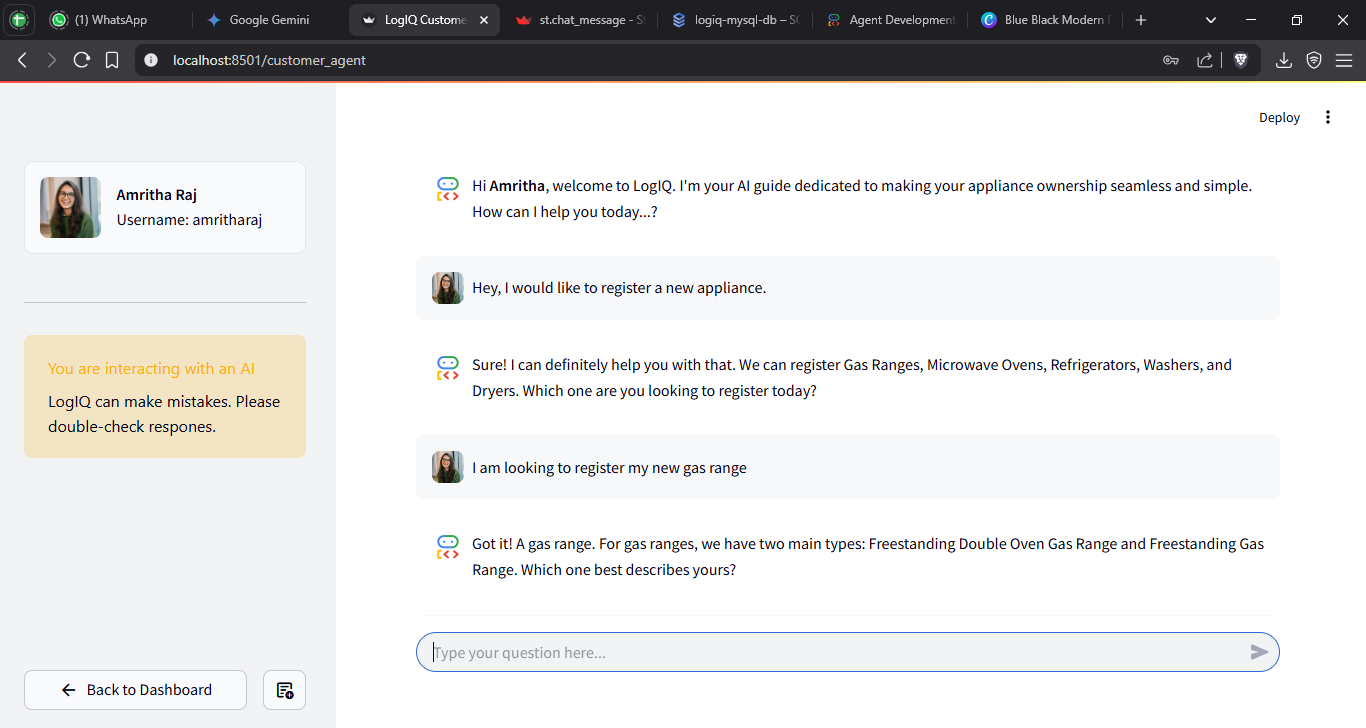 (1) WhatsApp
Google Gemini
LogIQ Custome
st.chat_message - S
logiq-mysql-db – SC
Agent Development
Blue Black Modern
localhost:8501/customer_agent
Deploy
Amritha Raj
Username: amritharaj
You are interacting with an AI
LogIQ can make mistakes. Please
double-check respones.
Back to Dashboard
Hi Amritha, welcome to LogIQ. I'm your AI guide dedicated to making your appliance ownership seamless and simple.
How can I help you today...?
Hey, I would like to register a new appliance.
Sure! I can definitely help you with that. We can register Gas Ranges, Microwave Ovens, Refrigerators, Washers, and
Dryers. Which one are you looking to register today?
I am looking to register my new gas range
Got it! A gas range. For gas ranges, we have two main types: Freestanding Double Oven Gas Range and Freestanding Gas
Range. Which one best describes yours?
Type your question here...